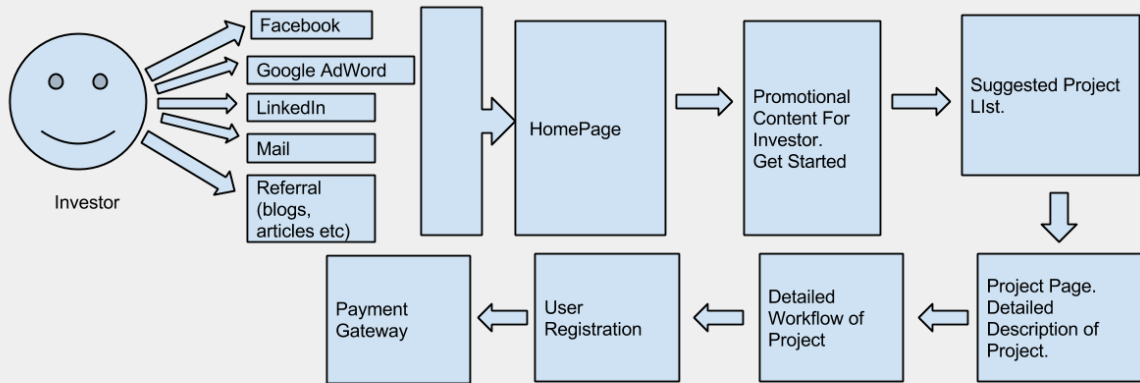 Investor
Facebook
Google AdWord
LinkedIn
Mail
Referral
(blogs,
articles etc)
HomePage
Promotional
Content For
Investor.
Get Started
Suggested Project
LIst.
Project Page.
Detailed
Description of
Project.
Detailed
Workflow of
Project
User
Registration
Payment
Gateway